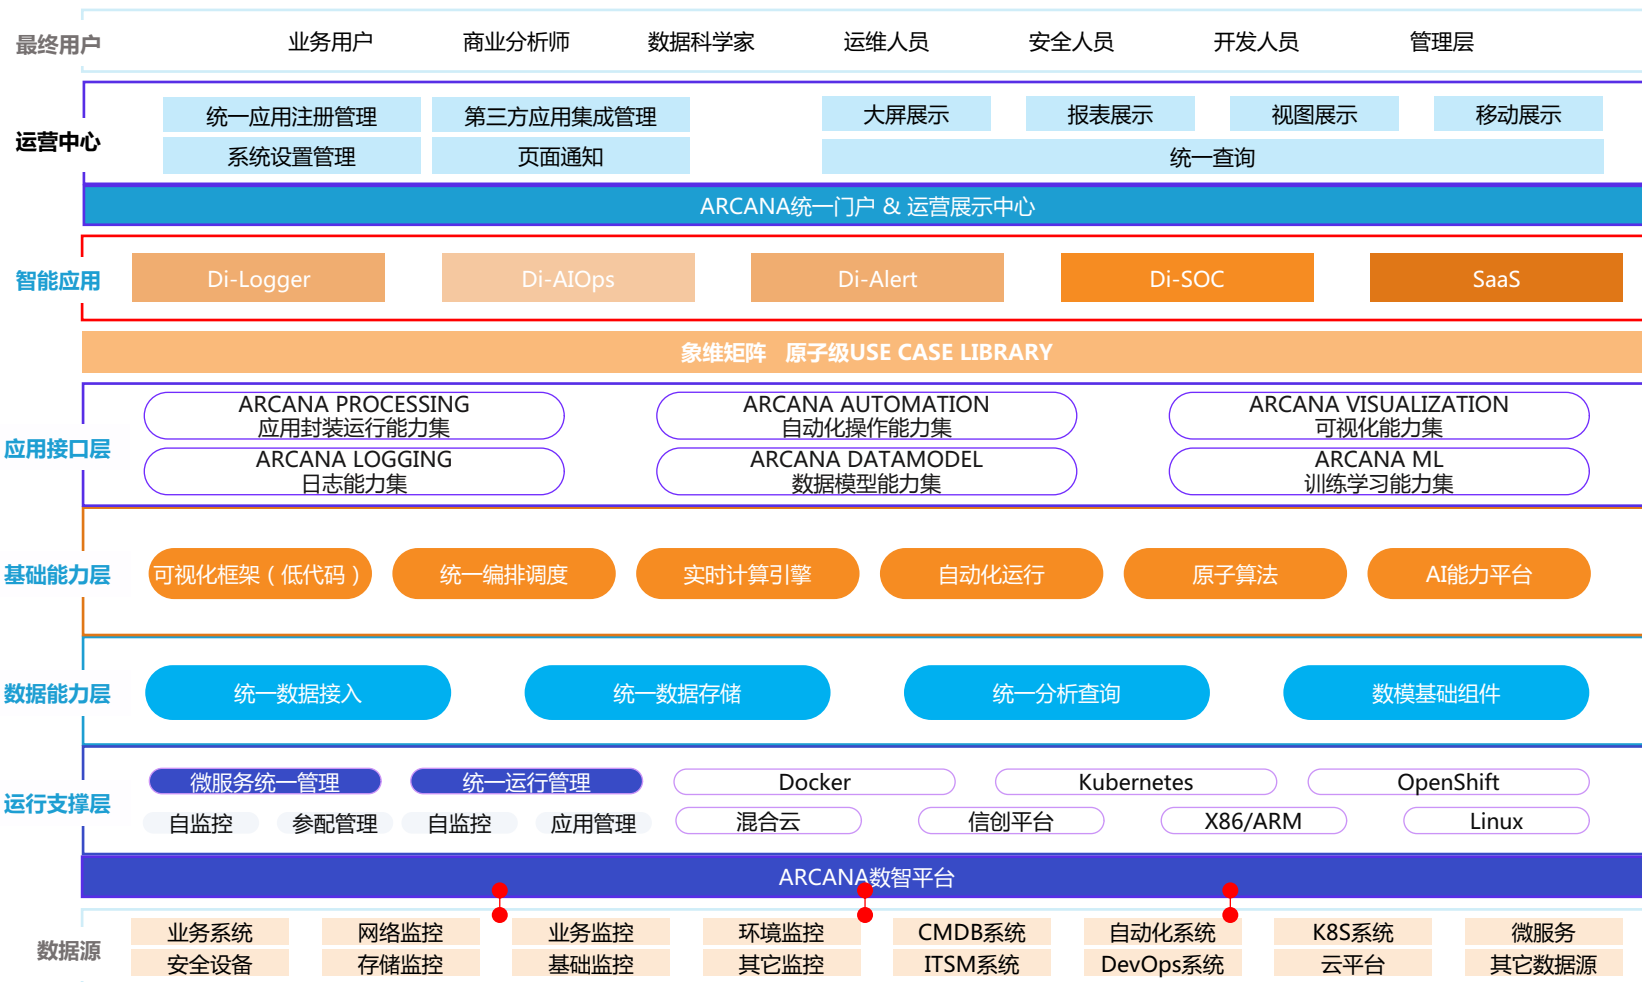 最终用户
业务用户
商业分析师
数据科学家
运维人员
安全人员
开发人员
管理层
运营中心
统一应用注册管理
第三方应用集成管理
大屏展示
报表展示
视图展示
移动展示
系统设置管理
页面通知
统一查询
ARCANA统一门户 & 运营展示中心
智能应用
Di-Logger
Di-AIOps
Di-Alert
Di-SOC
SaaS
象维矩阵 原子级USE CASE LIBRARY
应用接口层
ARCANA PROCESSING
应用封装运行能力集
ARCANA AUTOMATION
自动化操作能力集
ARCANA VISUALIZATION
可视化能力集
ARCANA LOGGING
日志能力集
ARCANA DATAMODEL
数据模型能力集
ARCANA ML
训练学习能力集
基础能力层
可视化框架（低代码）
统一编排调度
实时计算引擎
自动化运行
原子算法
AI能力平台
数据能力层
统一数据接入
统一数据存储
统一分析查询
数模基础组件
运行支撑层
微服务统一管理
统一运行管理
Docker
Kubernetes
OpenShift
自监控
参配管理
自监控
应用管理
混合云
信创平台
X86/ARM
Linux
ARCANA数智平台
数据源
业务系统
网络监控
业务监控
环境监控
CMDB系统
自动化系统
K8S系统
微服务
安全设备
存储监控
基础监控
其它监控
ITSM系统
DevOps系统
云平台
其它数据源